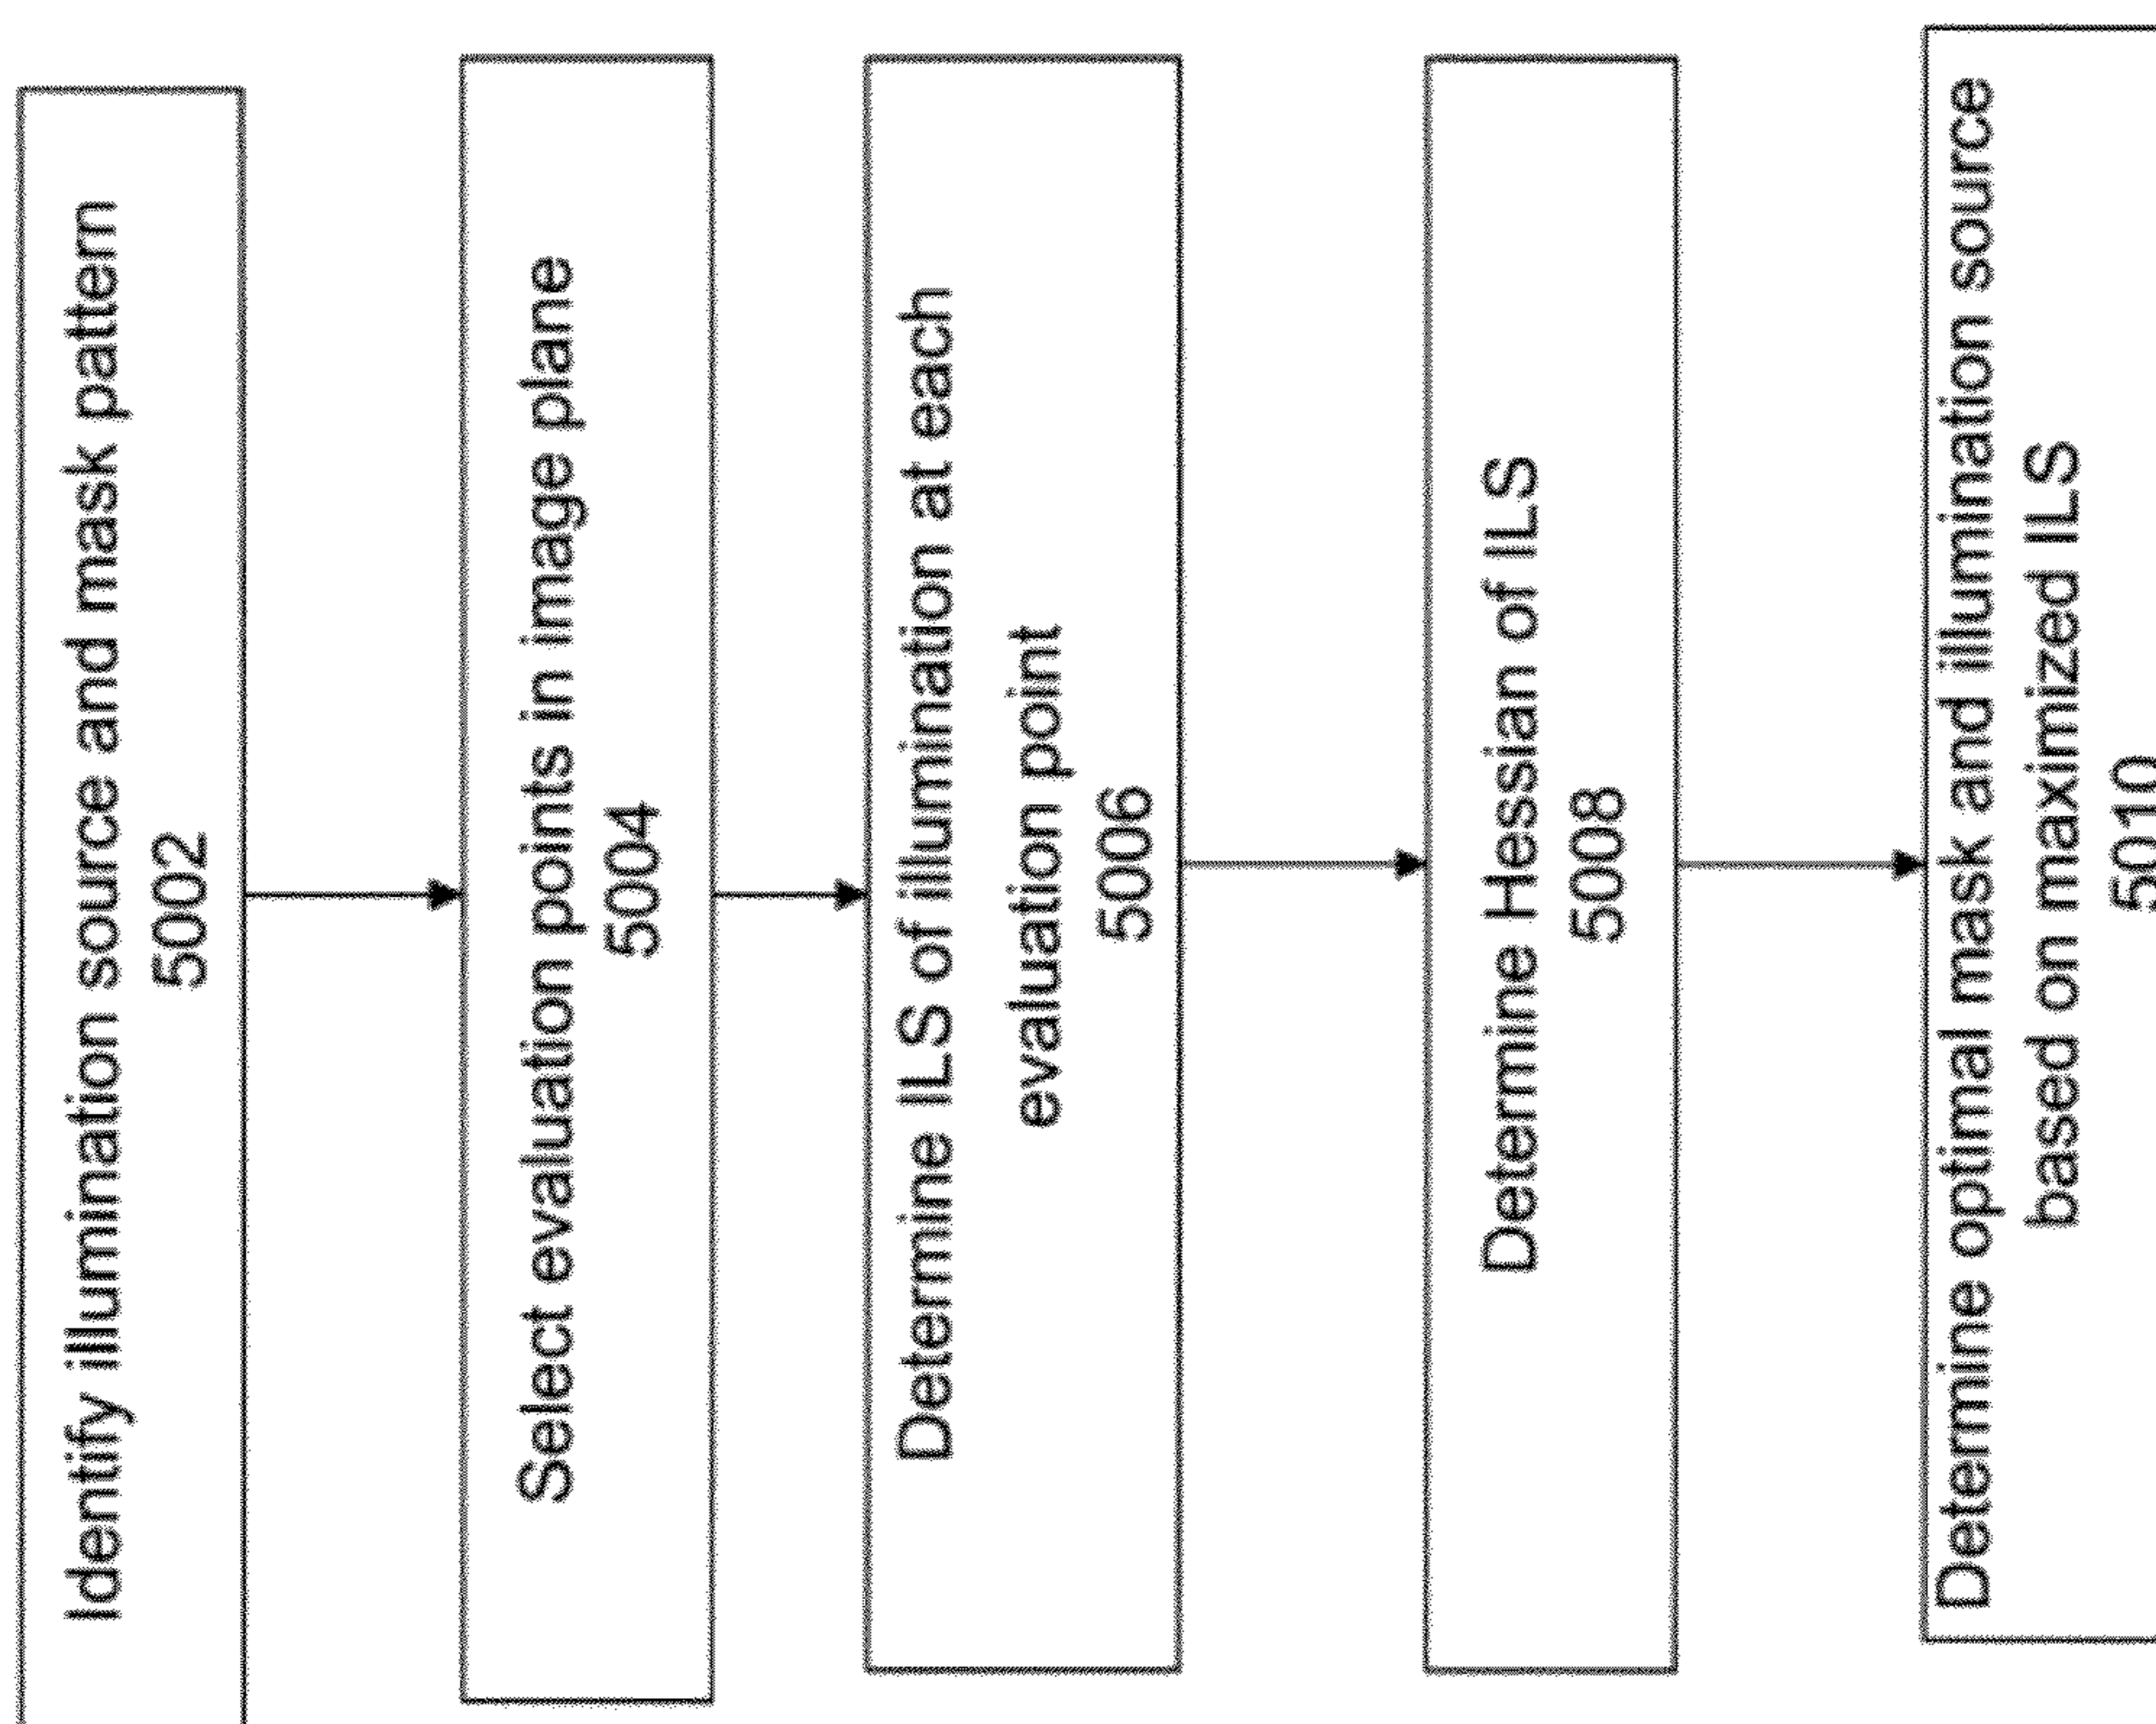 Identify illumination source and mask pattern
5002
Select evaluation points in image plane
5004
Determine ILS of illumination at each
evaluation point
5006
Determine Hessian of ILS
5008
Determine optimal mask and illumination source
based on maximized ILS
5010